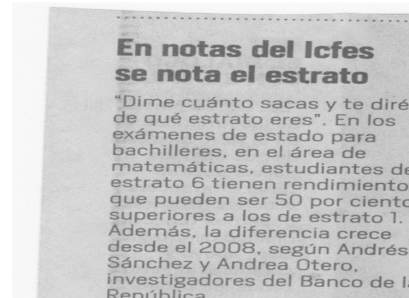 En notas del Icfes
se nota el estrato
"Dime cuánto sacas y te diré
de qué estrato eres". En los
exámenes de estado para
bachilleres, en el área de
matemáticas, estudiantes de
estrato 6 tienen rendimiento
que pueden ser 50 por ciento
superiores a los de estrato 1.
Además, la diferencia crece
desde el 2008, según Andrés
Sánchez y Andrea Otero,
investigadores del Banco de l
República